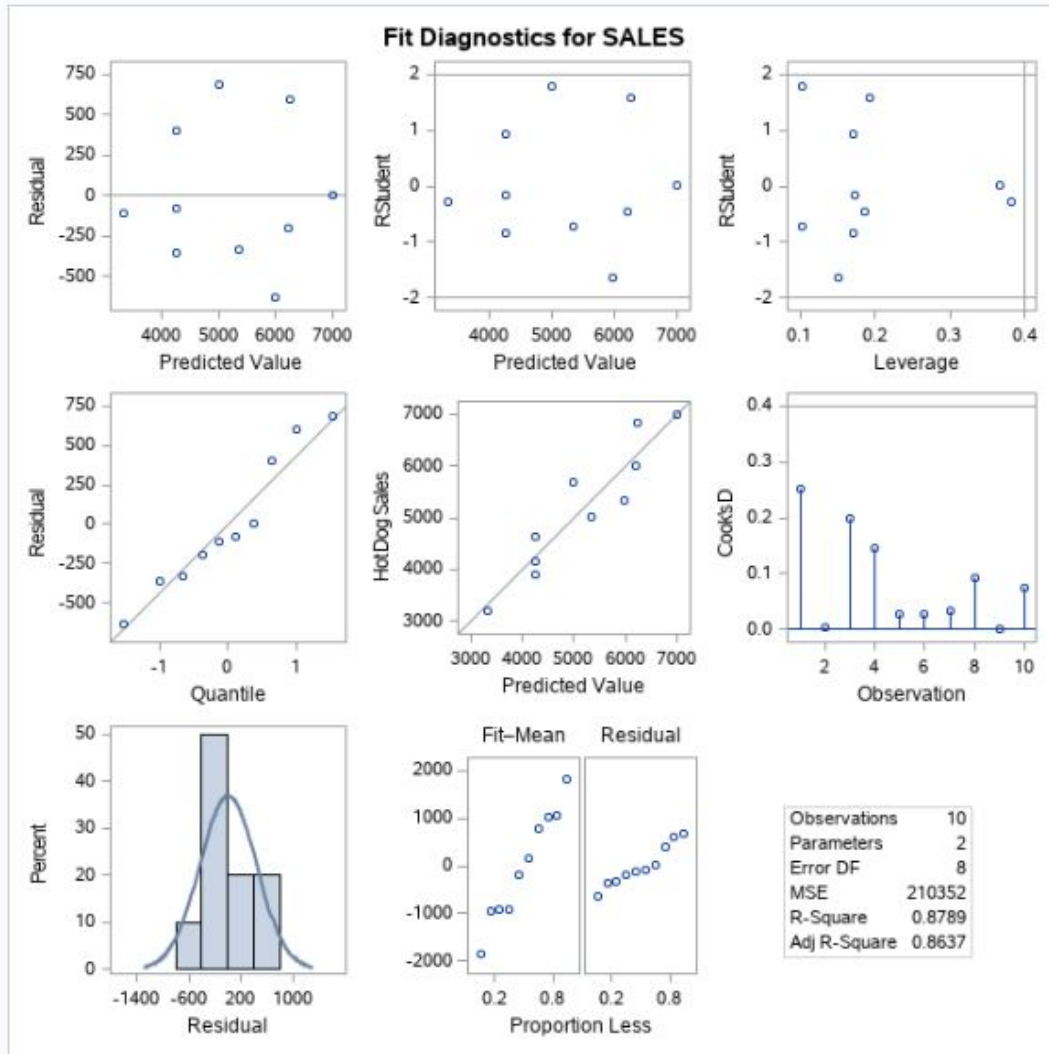 Fit Diagnostics for SALES
750
500
250
0
-250
-500
Residual
4000 5000 6000 7000
Predicted Value
2
1
0
-1
-2
RStudent
4000 5000 6000 7000
Predicted Value
2
1
0
-1
-2
RStudent
0.1 0.2 0.3 0.4
Leverage
750
500
250
0
-250
-500
Residual
-1 0 1
Quantile
7000
6000
5000
4000
3000
HotDog Sales
3000 4000 5000 6000 7000
Predicted Value
0.4
0.3
0.2
0.1
0.0
Cook's D
2 4 6 8 10
Observation
50
40
30
20
10
0
Percent
-1400 -600 200 1000
Residual
Fit–Mean Residual
2000
1000
0
-1000
-2000
0.2 0.8 0.2 0.8
Proportion Less
Observations 10
Parameters 2
Error DF 8
MSE 210352
R-Square 0.8789
Adj R-Square 0.8637